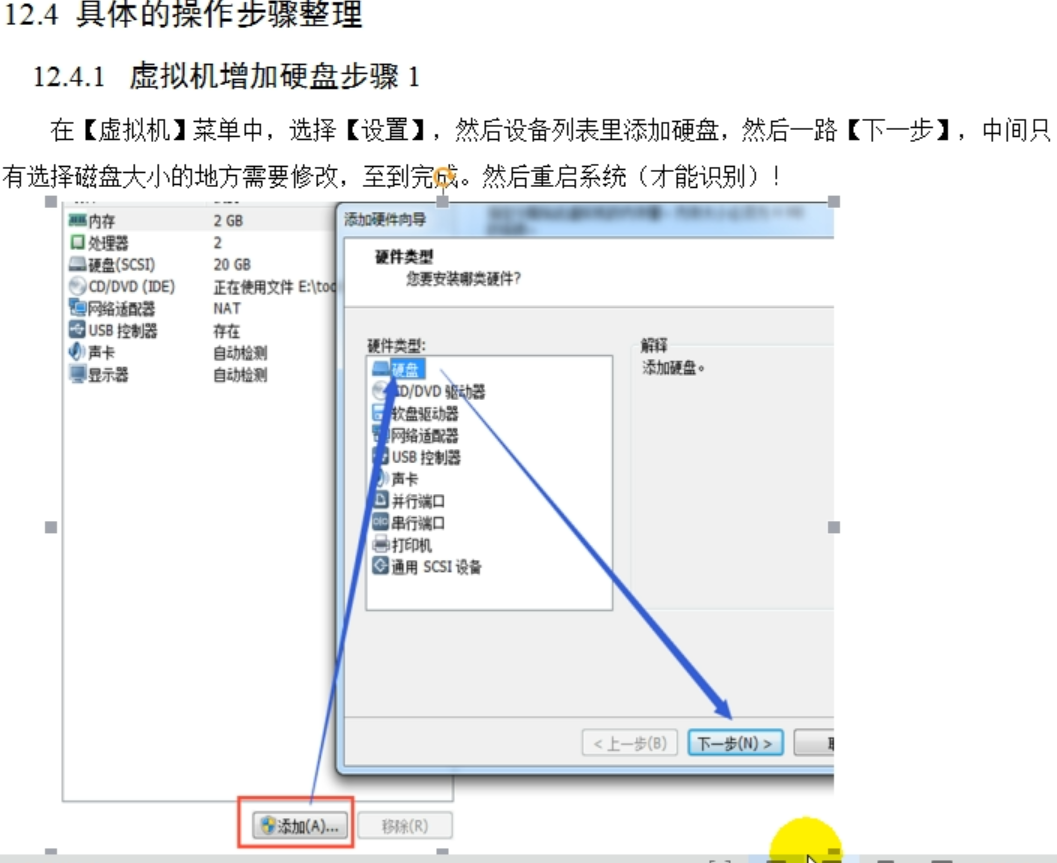 12.4 具体的操作步骤整理
12.4.1 虚拟机增加硬盘步骤 1
在【虚拟机】菜单中，选择【设置】，然后设备列表里添加硬盘，然后一路【下一步】，中间只
有选择磁盘大小的地方需要修改，至到完成。然后重启系统（才能识别）！
内存 2 GB
处理器 2
硬盘(SCSI) 20 GB
CD/DVD (IDE) 正在使用文件 E:\too
网络适配器 NAT
USB 控制器 存在
声卡 自动检测
显示器 自动检测
添加(A)...
移除(R)
添加硬件向导
硬件类型
您要安装哪类硬件?
硬件类型:
硬盘
CD/DVD 驱动器
软盘驱动器
网络适配器
USB 控制器
声卡
并行端口
串行端口
打印机
通用 SCSI 设备
解释
添加硬盘。
< 上一步(B)
下一步(N) >